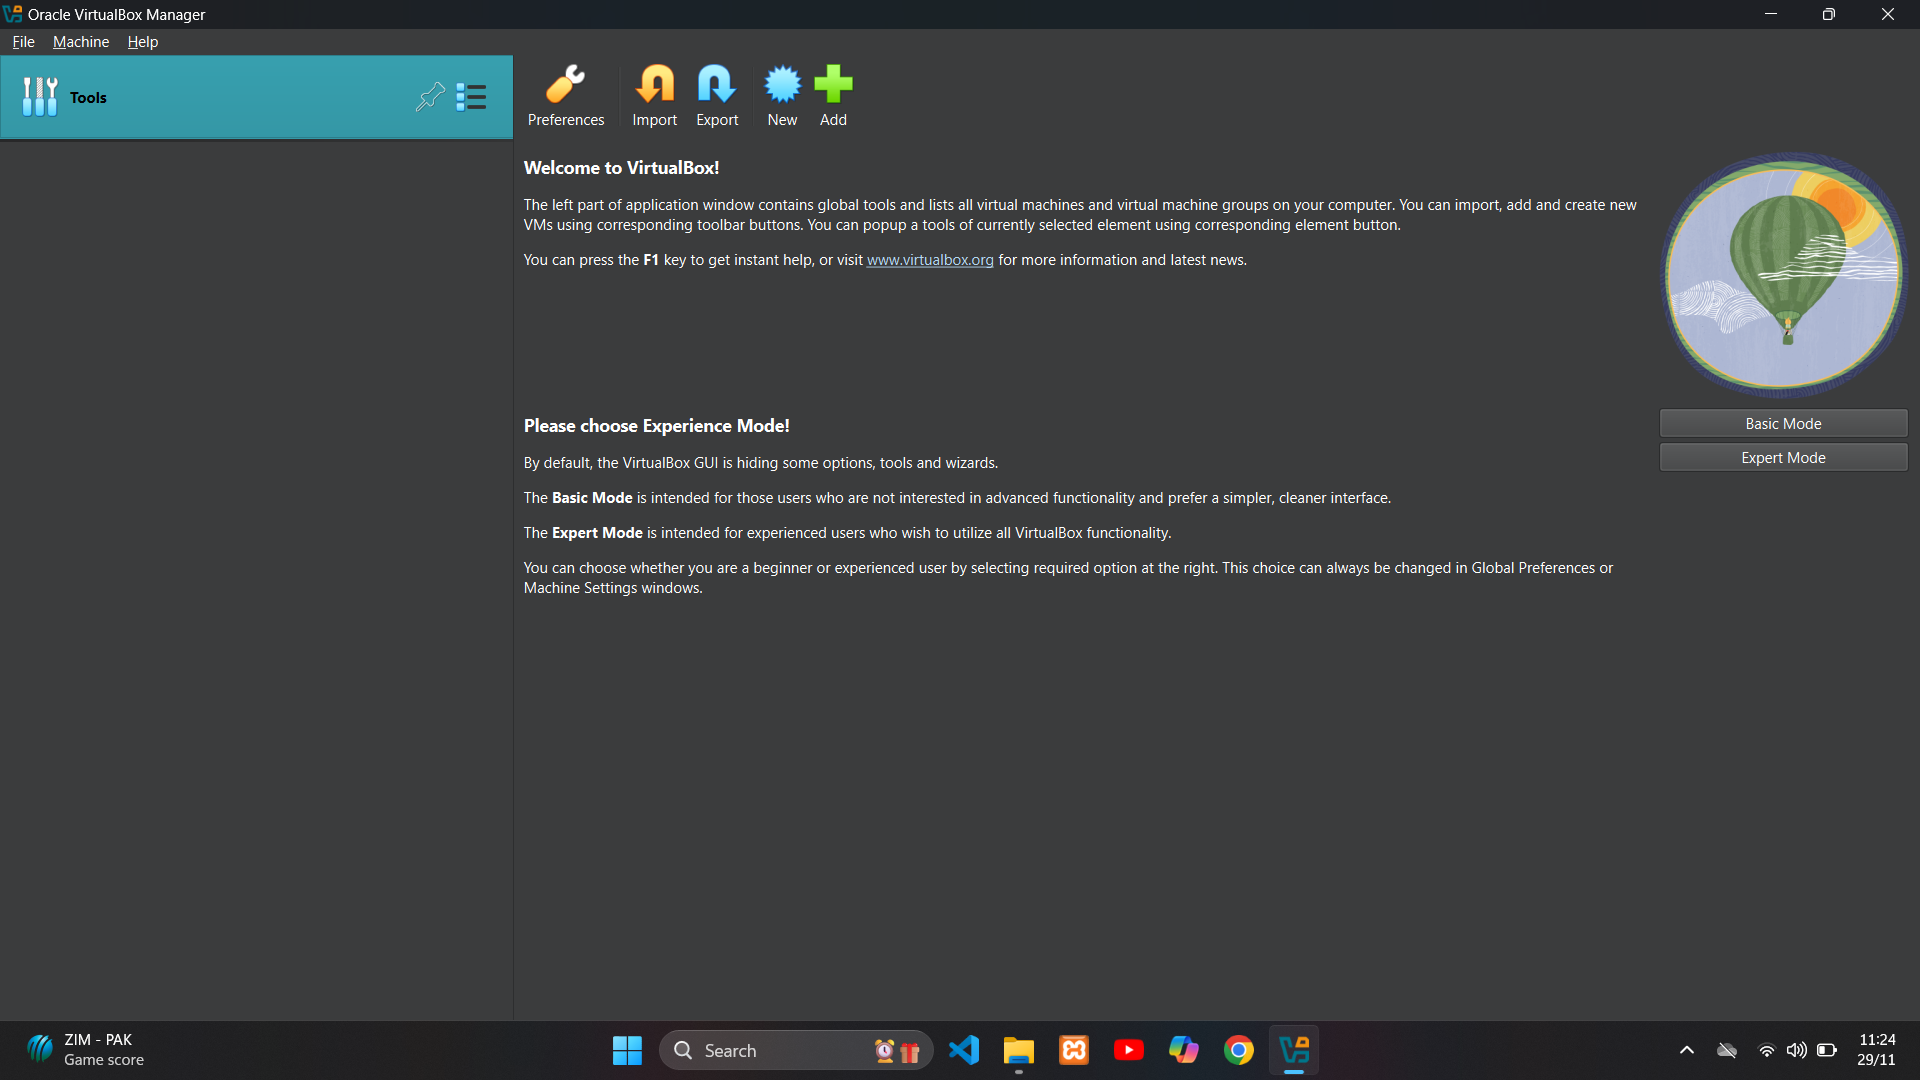 Oracle VirtualBox Manager
File Machine Help
Tools
Preferences Import Export New Add
Welcome to VirtualBox!
The left part of application window contains global tools and lists all virtual machines and virtual machine groups on your computer. You can import, add and create new
VMs using corresponding toolbar buttons. You can popup a tools of currently selected element using corresponding element button.
You can press the F1 key to get instant help, or visit www.virtualbox.org for more information and latest news.
Please choose Experience Mode!
By default, the VirtualBox GUI is hiding some options, tools and wizards.
The Basic Mode is intended for those users who are not interested in advanced functionality and prefer a simpler, cleaner interface.
The Expert Mode is intended for experienced users who wish to utilize all VirtualBox functionality.
You can choose whether you are a beginner or experienced user by selecting required option at the right. This choice can always be changed in Global Preferences or
Machine Settings windows.
Basic Mode
Expert Mode
ZIM - PAK
Game score
Search
11:24
29/11